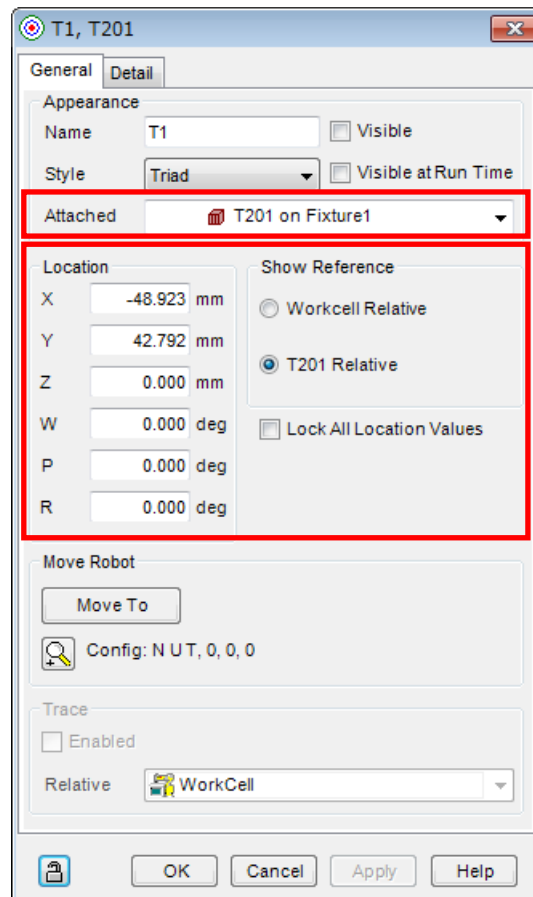 T1, T201
General Detail
Appearance
Name T1 Visible
Style Triad Visible at Run Time
Attached T201 on Fixture1
Location Show Reference
X -48.923 mm Workcell Relative
Y 42.792 mm
T201 Relative
Z 0.000 mm
W 0.000 deg Lock All Location Values
P 0.000 deg
R 0.000 deg
Move Robot
Move To
Config: N U T, 0, 0, 0
Trace
Enabled
Relative WorkCell
OK Cancel Apply Help